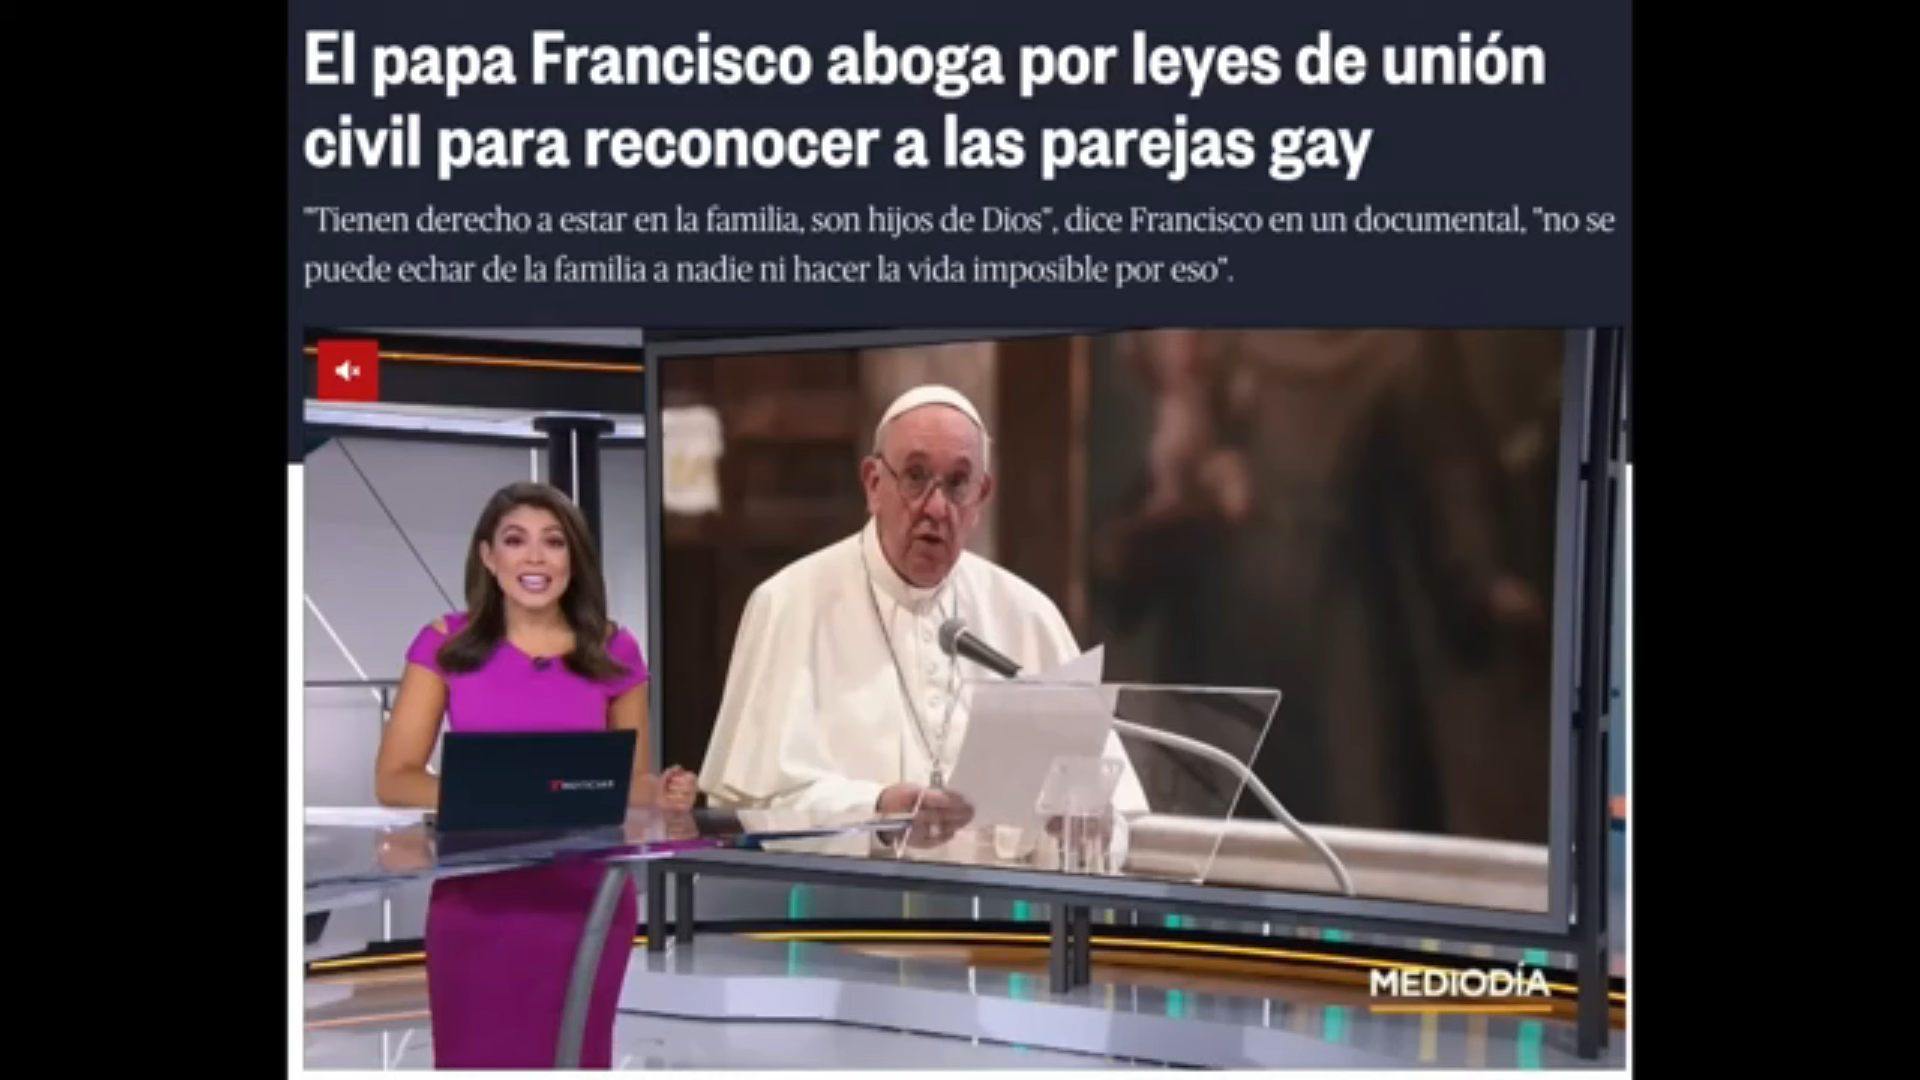 El papa Francisco aboga por leyes de unión
civil para reconocer a las parejas gay
"Tienen derecho a estar en la familia, son hijos de Dios", dice Francisco en un documental, "no se
puede echar de la familia a nadie ni hacer la vida imposible por eso".
NOTICIAS
MEDIODÍA